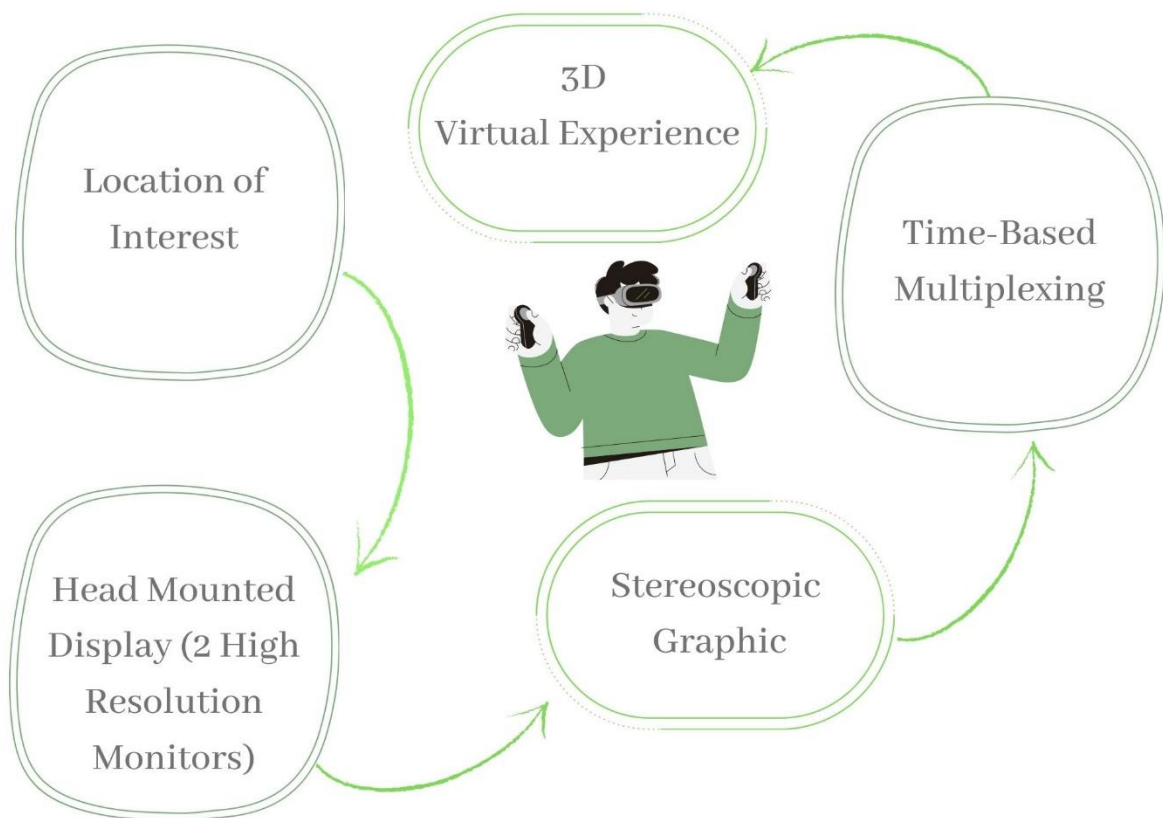 Location of
Interest
Head Mounted
Display (2 High
Resolution
Monitors)
Stereoscopic
Graphic
Time-Based
Multiplexing
3D
Virtual Experience